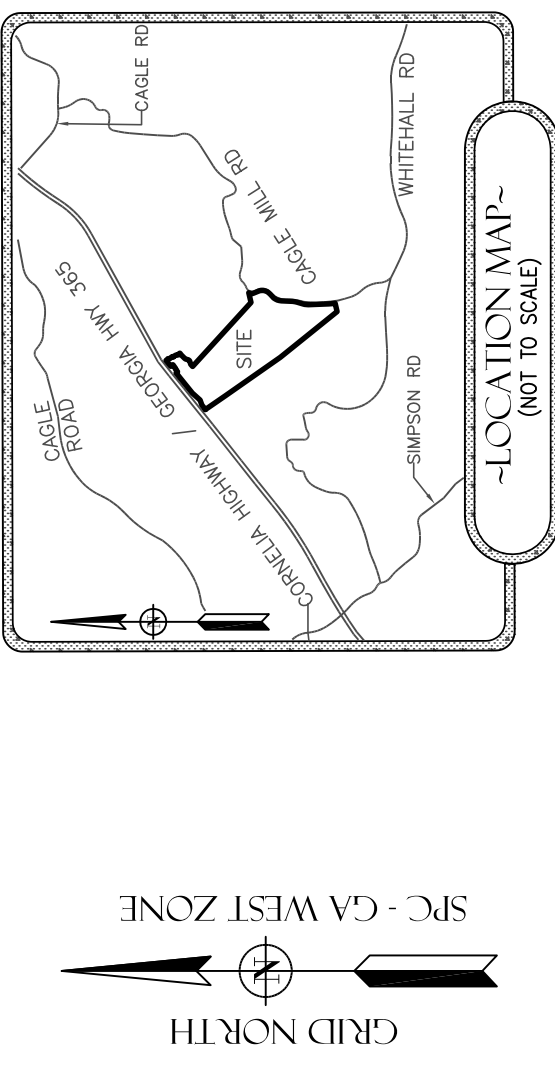 CAGLE RD
WHITEHALL RD
CAGLE MILL RD
CORNELIA HIGHWAY / GEORGIA HWY 365
SITE
CAGLE
ROAD
SIMPSON RD
N
~LOCATION MAP~
(NOT TO SCALE)
GRID NORTH
N
SPC - GA WEST ZONE